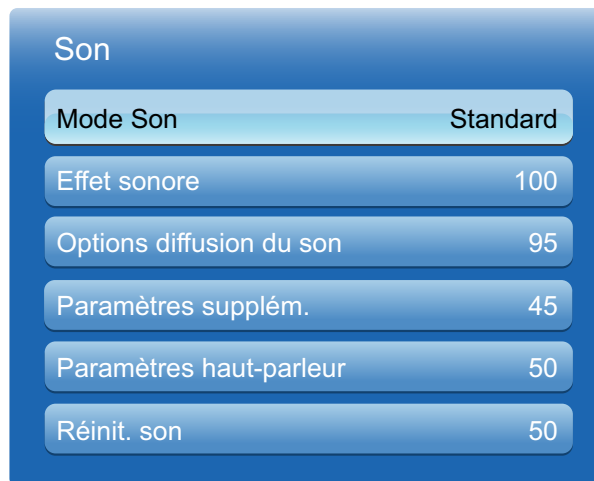 Son
Mode Son Standard
Effet sonore 100
Options diffusion du son 95
Paramètres supplém. 45
Paramètres haut-parleur 50
Réinit. son 50